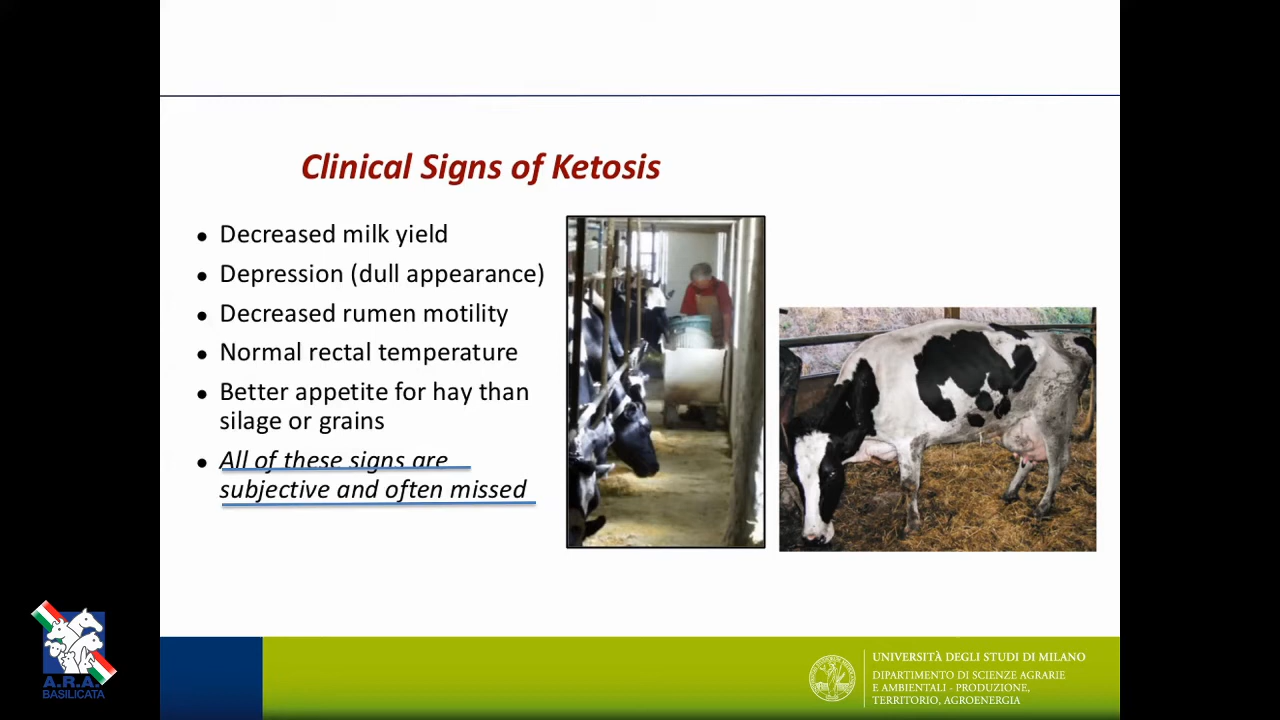 Clinical Signs of Ketosis
• Decreased milk yield
• Depression (dull appearance)
• Decreased rumen motility
• Normal rectal temperature
• Better appetite for hay than
silage or grains
• All of these signs are
subjective and often missed
A.R.A.
BASILICATA
UNIVERSITÀ DEGLI STUDI DI MILANO
DIPARTIMENTO DI SCIENZE AGRARIE
E AMBIENTALI - PRODUZIONE,
TERRITORIO, AGROENERGIA